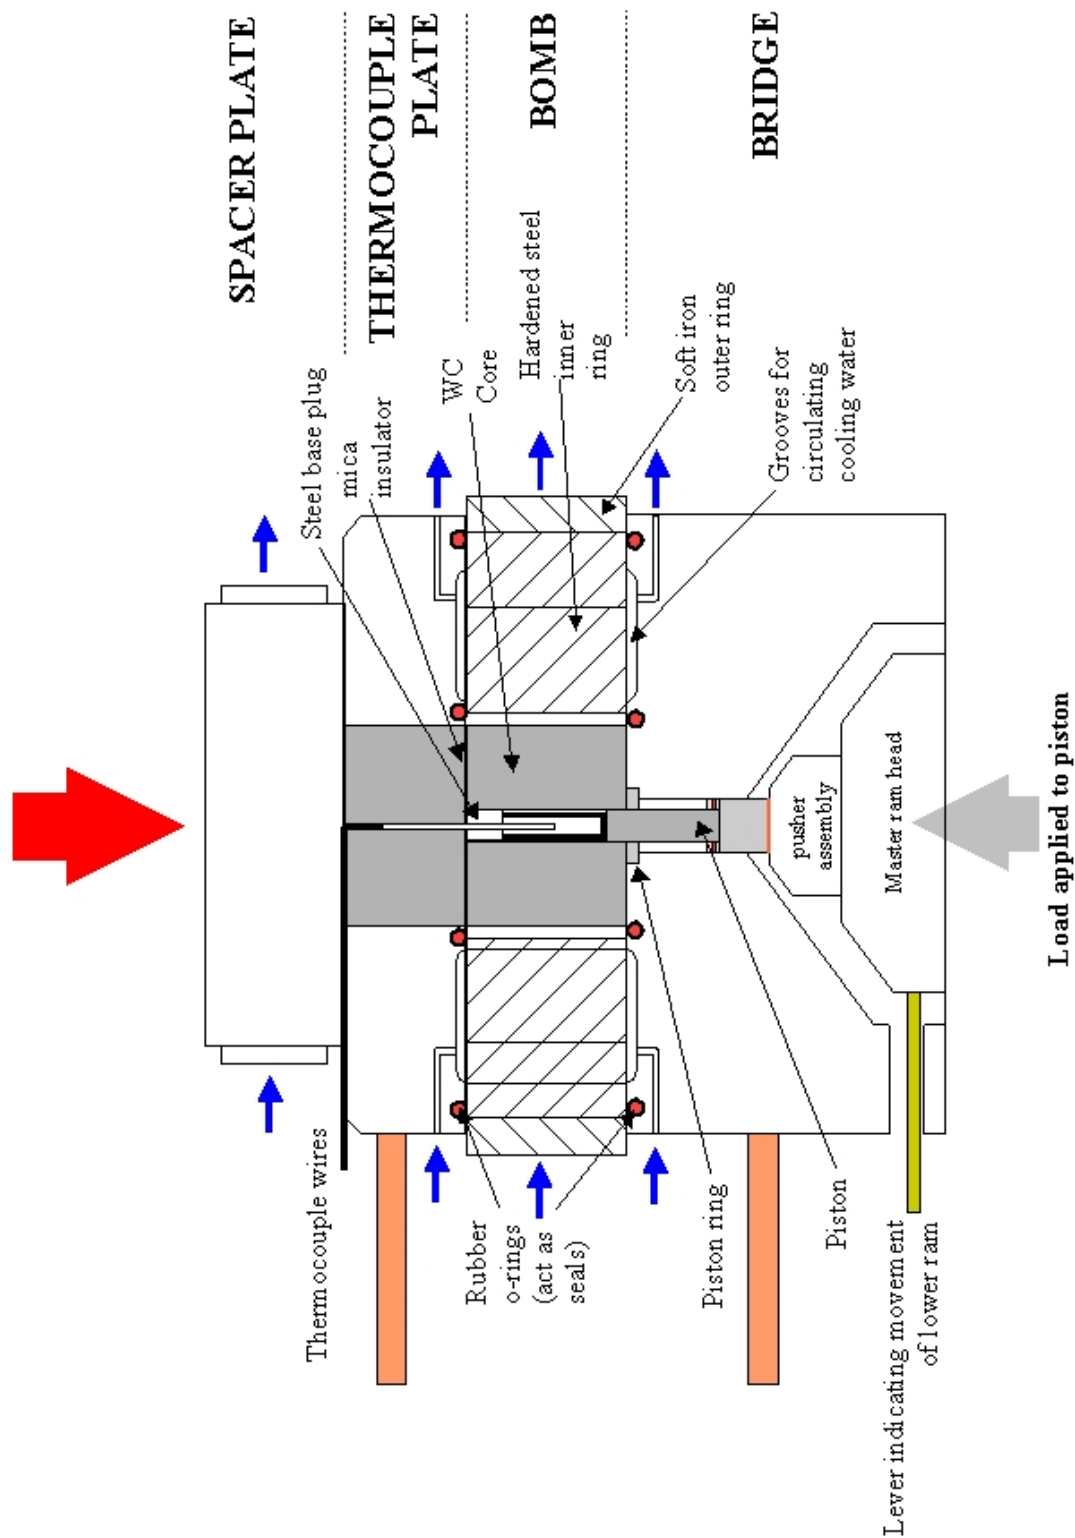 SPACER PLATE
THERMOCOUPLE
PLATE
BOMB
BRIDGE
Steel base plug
mica
insulator
WC
Core
Hardened steel
inner
ring
Soft iron
outer ring
Grooves for
circulating
cooling water
Thermocouple wires
Rubber
o-rings
(act as
seals)
Piston ring
Piston
Lever indicating movement
of lower ram
pusher
assembly
Master ram head
Load applied to piston